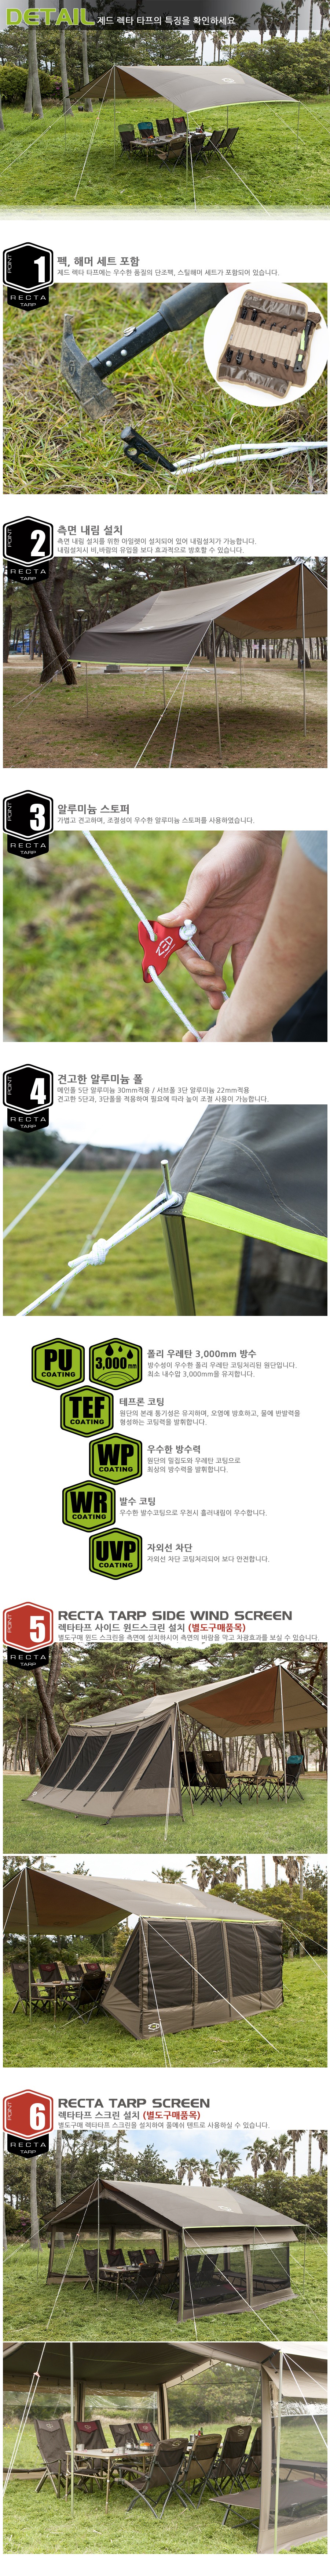 DETAIL 제드 렉타 타프의 특징을 확인하세요
POINT 1
RECTA
TARP
펙, 해머 세트 포함
제드 렉타 타프에는 우수한 품질의 단조펙, 스틸해머 세트가 포함되어 있습니다.
POINT 2
RECTA
TARP
측면 내림 설치
측면 내림 설치를 위한 아일렛이 설치되어 있어 내림설치가 가능합니다.
내림설치시 비,바람의 유입을 보다 효과적으로 방호할 수 있습니다.
POINT 3
RECTA
TARP
알루미늄 스토퍼
가볍고 견고하며, 조절성이 우수한 알루미늄 스토퍼를 사용하였습니다.
POINT 4
RECTA
TARP
견고한 알루미늄 폴
메인폴 5단 알루미늄 30mm적용 / 서브폴 3단 알루미늄 22mm적용
견고한 5단과, 3단폴을 적용하여 필요에 따라 높이 조절 사용이 가능합니다.
PU
COATING
3,000mm
폴리 우레탄 3,000mm 방수
방수성이 우수한 폴리 우레탄 코팅처리된 원단입니다.
최소 내수압 3,000mm을 유지합니다.
TEF
COATING
테프론 코팅
원단의 본래 통기성은 유지하며, 오염에 방호하고, 물에 반발력을
형성하는 코팅력을 발휘합니다.
WP
COATING
우수한 방수력
원단의 밀집도와 우레탄 코팅으로
최상의 방수력을 발휘합니다.
WR
COATING
발수 코팅
우수한 발수코팅으로 우천시 흘러내림이 우수합니다.
UVP
COATING
자외선 차단
자외선 차단 코팅처리되어 보다 안전합니다.
POINT 5
RECTA
TARP
RECTA TARP SIDE WIND SCREEN
렉타타프 사이드 윈드스크린 설치 (별도구매품목)
별도구매 윈드 스크린을 측면에 설치하시어 측면의 바람을 막고 차광효과를 보실 수 있습니다.
POINT 6
RECTA
TARP
RECTA TARP SCREEN
렉타타프 스크린 설치 (별도구매품목)
별도구매 렉타타프 스크린을 설치하여 풀메쉬 텐트로 사용하실 수 있습니다.